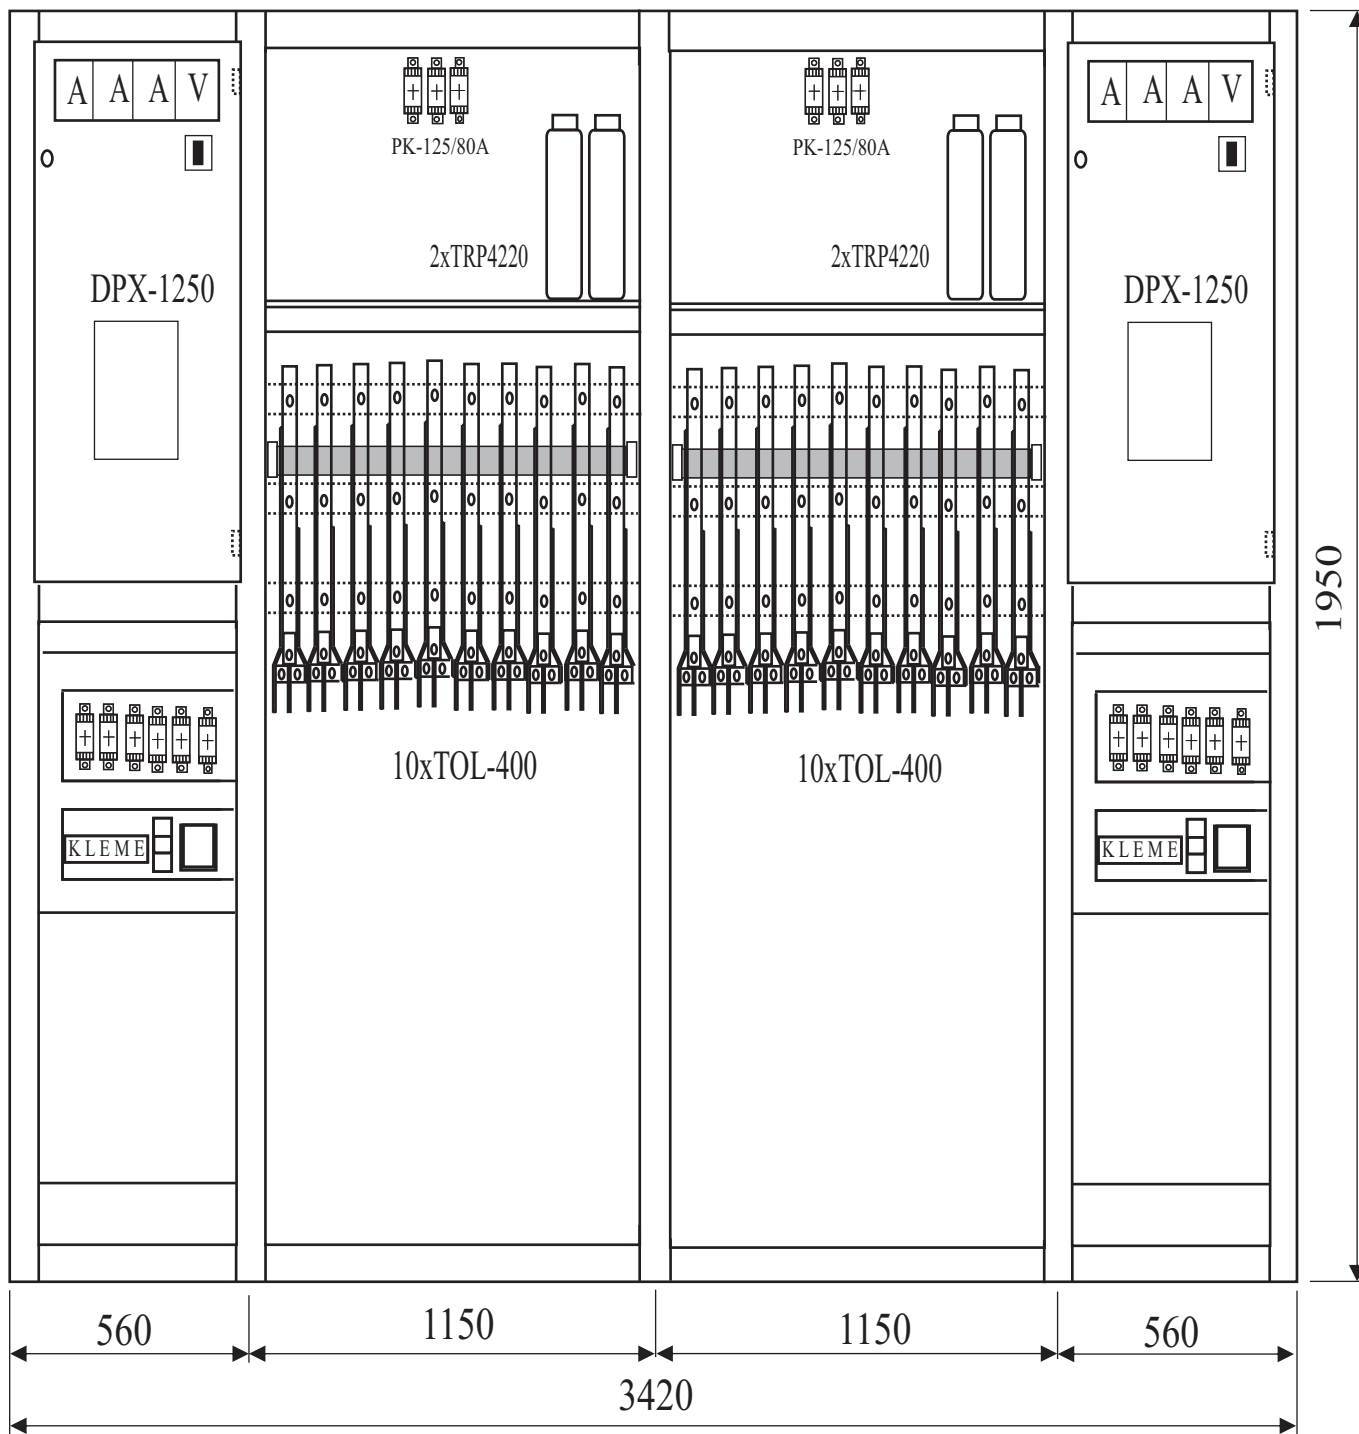 A A A V
DPX-1250
KLEME
PK-125/80A
2xTRP4220
10xTOL-400
PK-125/80A
2xTRP4220
10xTOL-400
A A A V
DPX-1250
KLEME
1950
560
1150
1150
560
3420